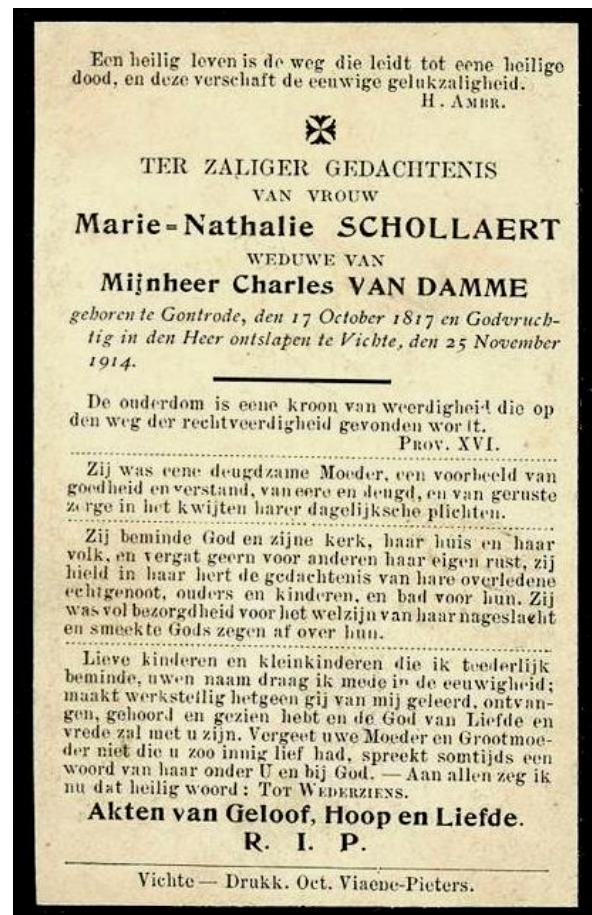 Een heilig leven is de weg die leidt tot eene heilige
dood, en deze verschaft de eeuwige gelukzaligheid.
H. AMBR.
TER ZALIGER GEDACHTENIS
VAN VROUW
Marie=Nathalie SCHOLLAERT
WEDUWE VAN
Mijnheer Charles VAN DAMME
geboren te Gontrode, den 17 October 1817 en Godvruch-
tig in den Heer ontslapen te Vichte, den 25 November
1914.
De ouderdom is eene kroon van weerdigheid die op
den weg der rechtveerdigheid gevonden wordt.
PROV. XVI.
Zij was eene deugdzame Moeder, een voorbeeld van
goedheid en verstand, van eere en deugd, en van geruste
zorge in het kwijten harer dagelijksche plichten.
Zij beminde God en zijne kerk, haar huis en haar
volk, en vergat geern voor anderen haar eigen rust, zij
hield in haar hert de gedachtenis van hare overledene
echtgenoot, ouders en kinderen, en bad voor hun. Zij
was vol bezorgdheid voor het welzijn van haar nageslacht
en smeekte Gods zegen af over hun.
Lieve kinderen en kleinkinderen die ik teederlijk
beminde, uwen naam draag ik mede in de eeuwigheid;
maakt werkstellig hetgeen gij van mij geleerd, ontvan-
gen, gehoord en gezien hebt en de God van Liefde en
vrede zal met u zijn. Vergeet uwe Moeder en Grootmoe-
der niet die u zoo innig lief had, spreekt somtijds een
woord van haar onder U en bij God. — Aan allen zeg ik
nu dat heilig woord : TOT WEDERZIENS.
Akten van Geloof, Hoop en Liefde.
R. I. P.
Vichte — Drukk. Oct. Viaene-Pieters.